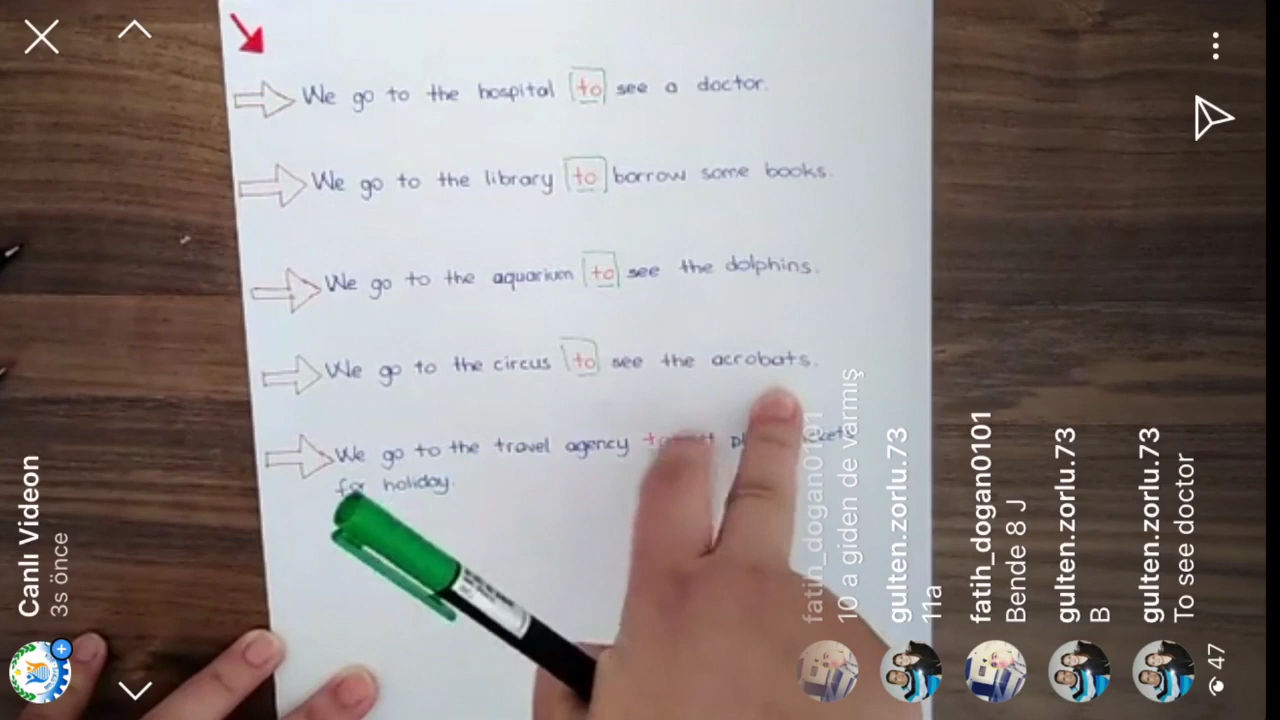 We go to the hospital to see a doctor.
We go to the library to borrow some books.
We go to the aquarium to see the dolphins.
We go to the circus to see the acrobats.
We go to the travel agency to
for holiday.
Canlı Videon
3s önce
fatih_dogan0101
10 a giden de varmış
gulten.zorlu.73
11a
fatih_dogan0101
Bende 8 J
gulten.zorlu.73
B
gulten.zorlu.73
To see doctor
47